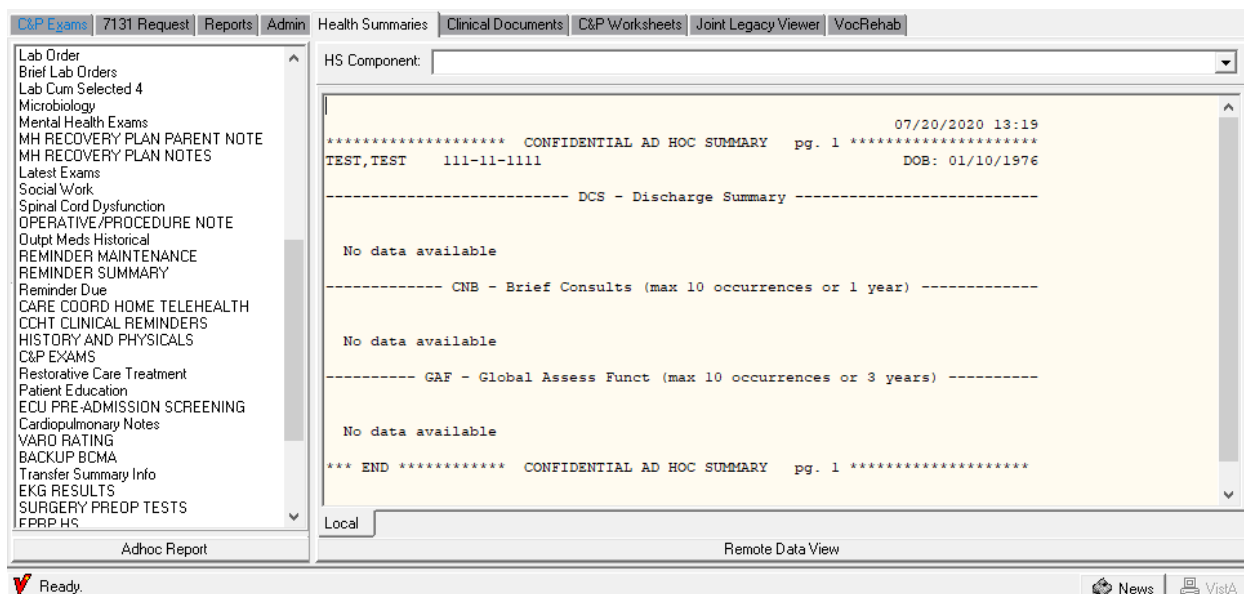 C&P Exams 7131 Request Reports Admin Health Summaries Clinical Documents C&P Worksheets Joint Legacy Viewer VocRehab
Lab Order
Brief Lab Orders
Lab Cum Selected 4
Microbiology
Mental Health Exams
MH RECOVERY PLAN PARENT NOTE
MH RECOVERY PLAN NOTES
Latest Exams
Social Work
Spinal Cord Dysfunction
OPERATIVE/PROCEDURE NOTE
Outpt Meds Historical
REMINDER MAINTENANCE
REMINDER SUMMARY
Reminder Due
CARE COORD HOME TELEHEALTH
CCHT CLINICAL REMINDERS
HISTORY AND PHYSICALS
C&P EXAMS
Restorative Care Treatment
Patient Education
ECU PRE-ADMISSION SCREENING
Cardiopulmonary Notes
VARO RATING
BACKUP BCMA
Transfer Summary Info
EKG RESULTS
SURGERY PREOP TESTS
EPRP HS
Adhoc Report
HS Component:
07/20/2020 13:19
******************** CONFIDENTIAL AD HOC SUMMARY pg. 1 *********************
TEST,TEST 111-11-1111 DOB: 01/10/1976
--------------------------- DCS - Discharge Summary ---------------------------
No data available
------------- CNB - Brief Consults (max 10 occurrences or 1 year) -------------
No data available
---------- GAF - Global Assess Funct (max 10 occurrences or 3 years) ----------
No data available
*** END ************ CONFIDENTIAL AD HOC SUMMARY pg. 1 ********************
Local
Remote Data View
Ready.
News VistA